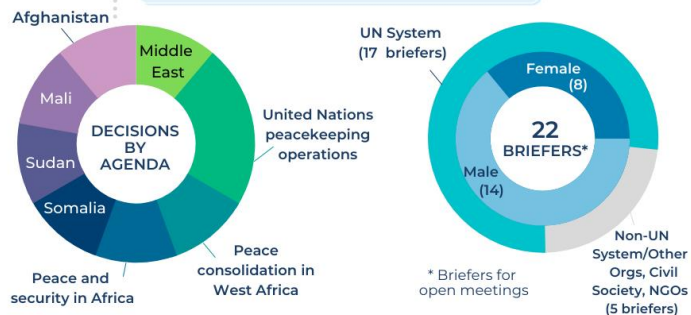 Afghanistan
Middle
East
Mali
United Nations
peacekeeping
operations
DECISIONS
BY
AGENDA
Sudan
Somalia
Peace
consolidation in
West Africa
Peace and
security in Africa
UN System
(17 briefers)
Female
(8)
22
BRIEFERS*
Male
(14)
Non-UN
System/Other
Orgs, Civil
Society, NGOs
(5 briefers)
* Briefers for
open meetings